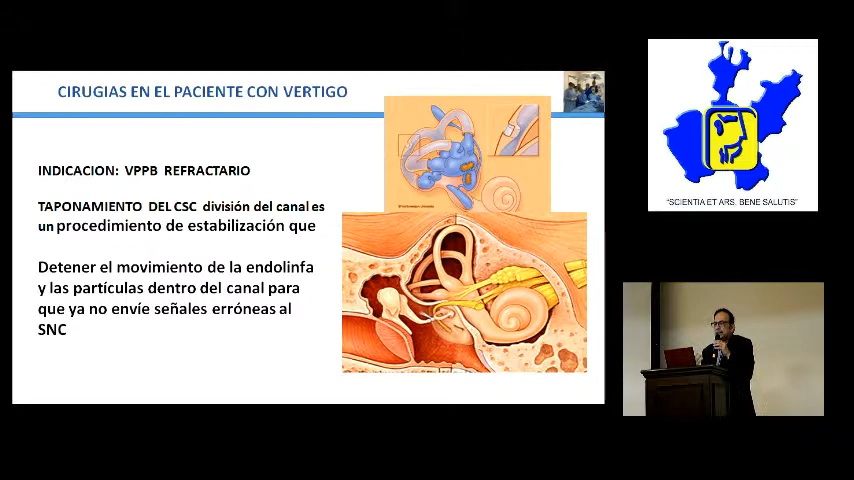 CIRUGIAS EN EL PACIENTE CON VERTIGO
INDICACION: VPPB REFRACTARIO
TAPONAMIENTO DEL CSC división del canal es
un procedimiento de estabilización que
Detener el movimiento de la endolinfa
y las partículas dentro del canal para
que ya no envíe señales erróneas al
SNC
"SCIENTIA ET ARS, BENE SALUTIS"